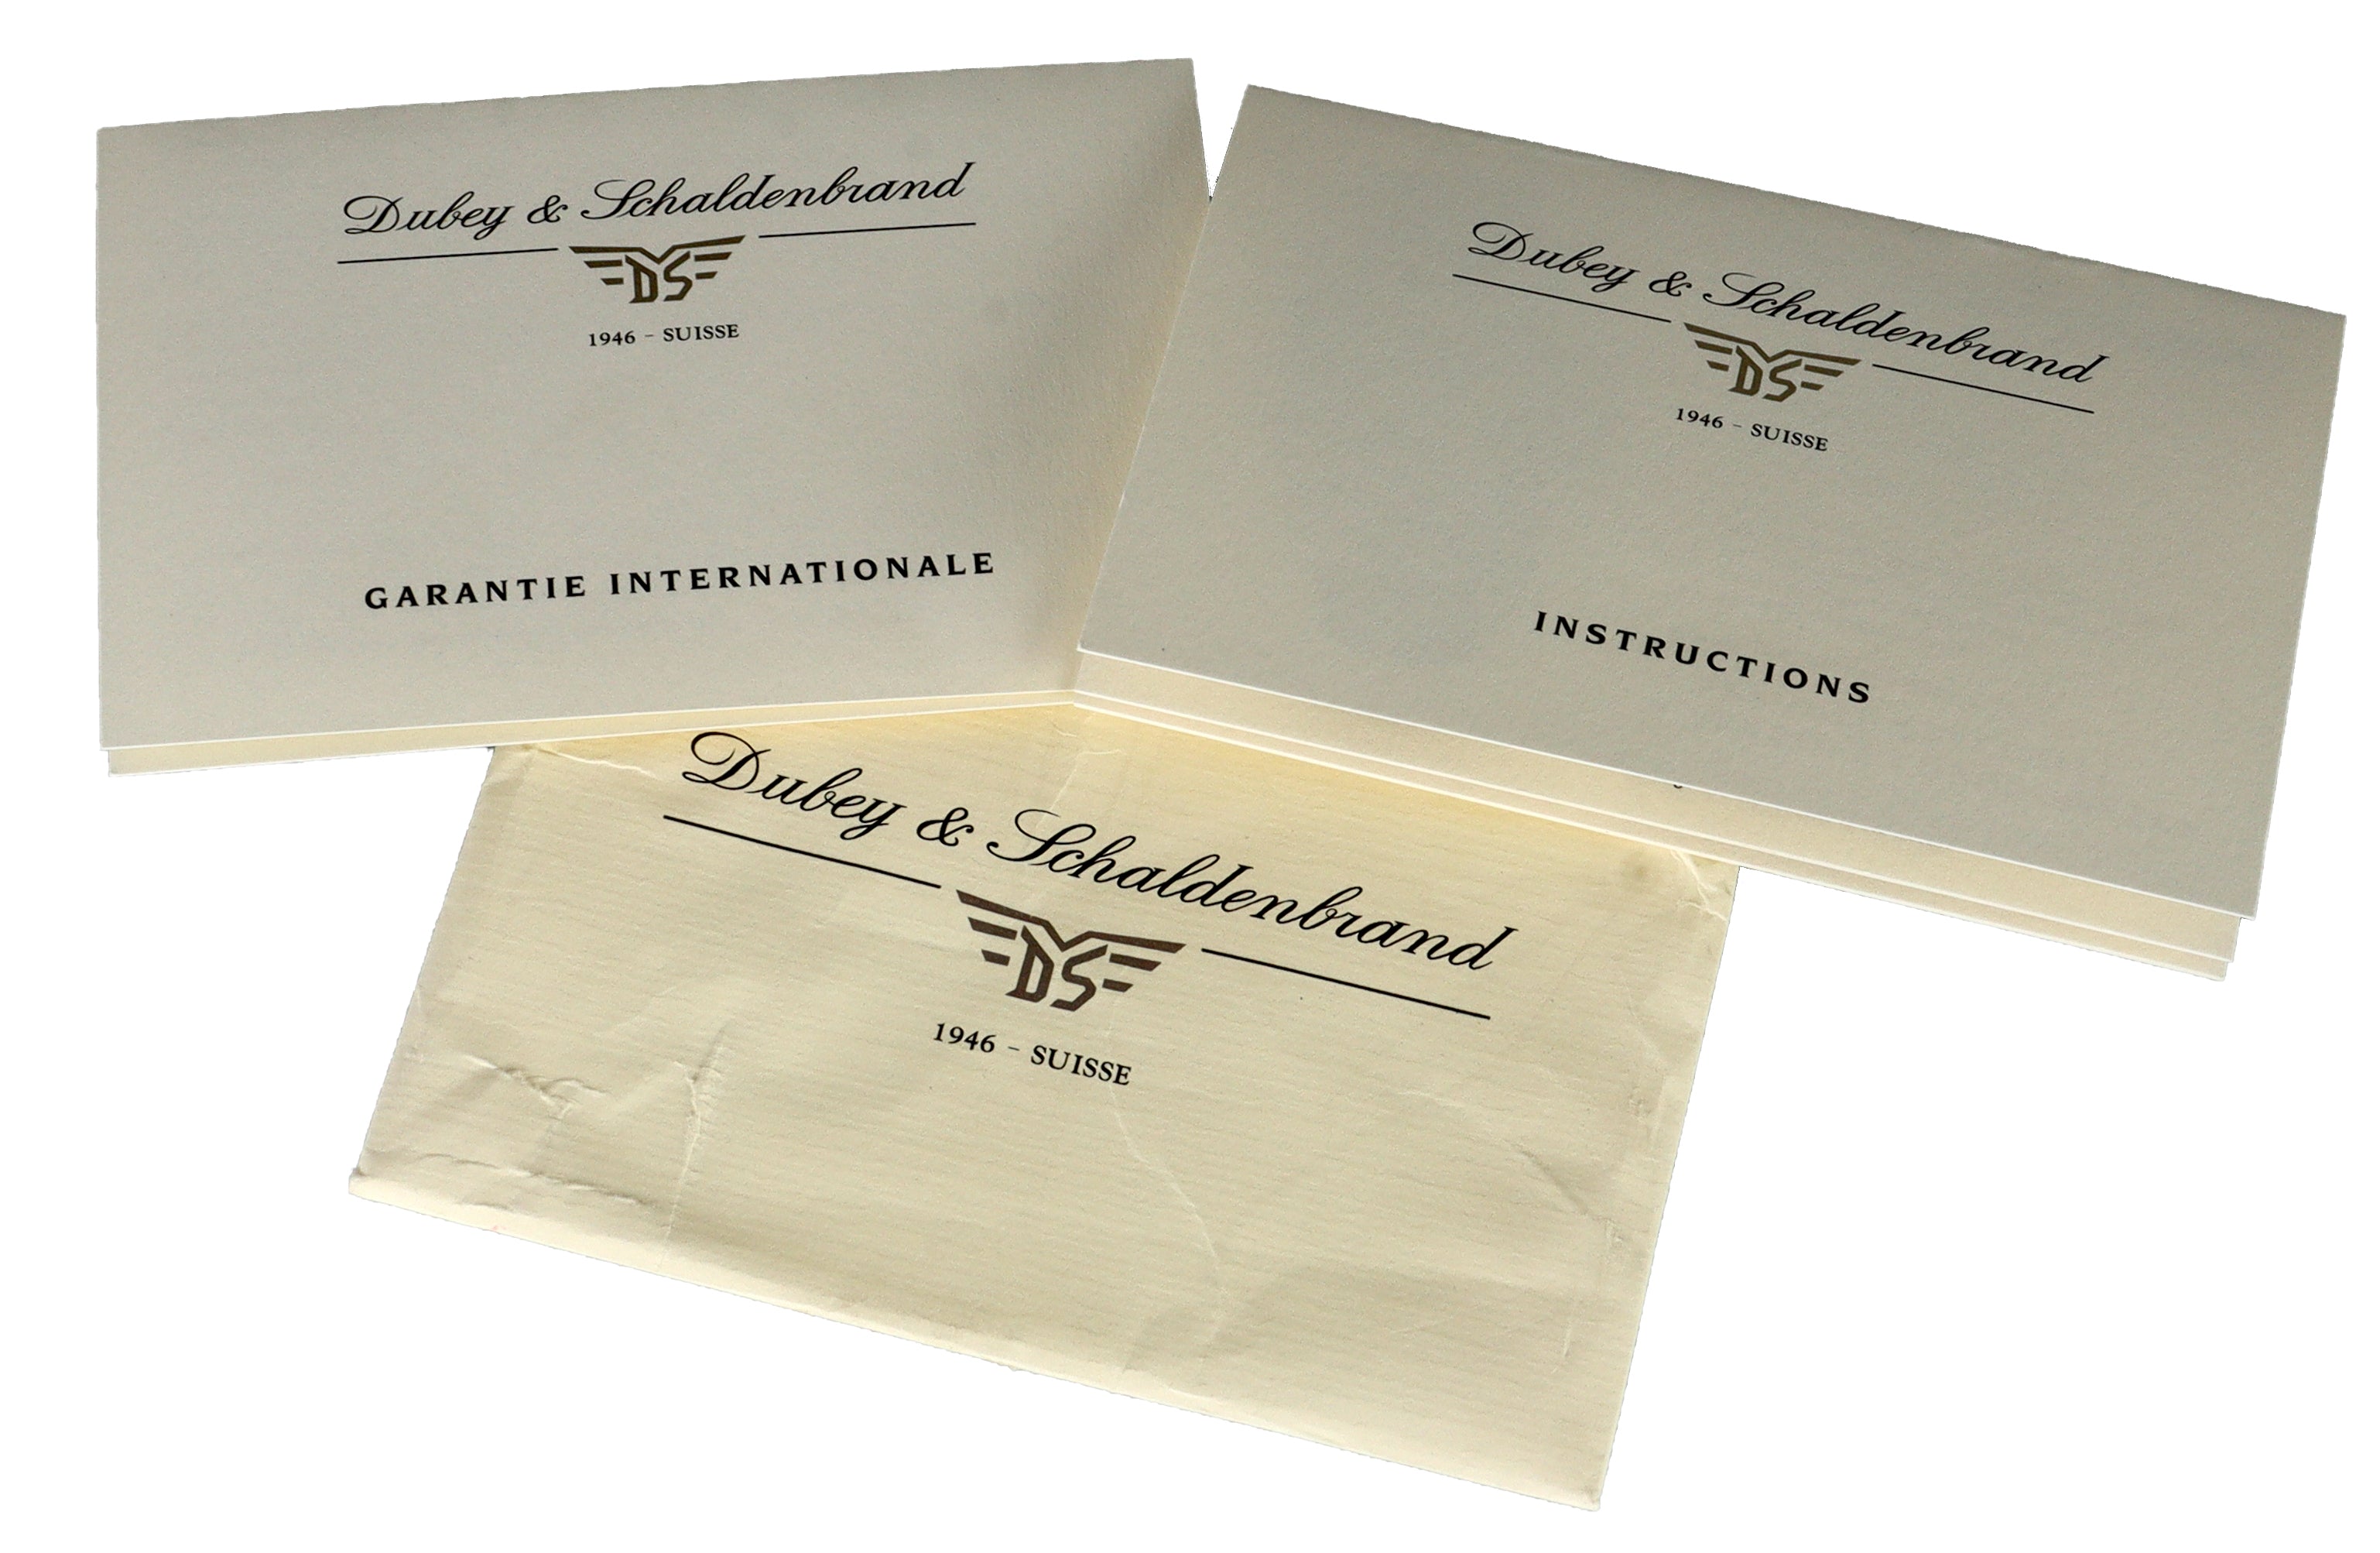 Dubey & Schaldenbrand
DS
1946 - SUISSE
GARANTIE INTERNATIONALE
Dubey & Schaldenbrand
DS
1946 - SUISSE
INSTRUCTIONS
Dubey & Schaldenbrand
DS
1946 - SUISSE